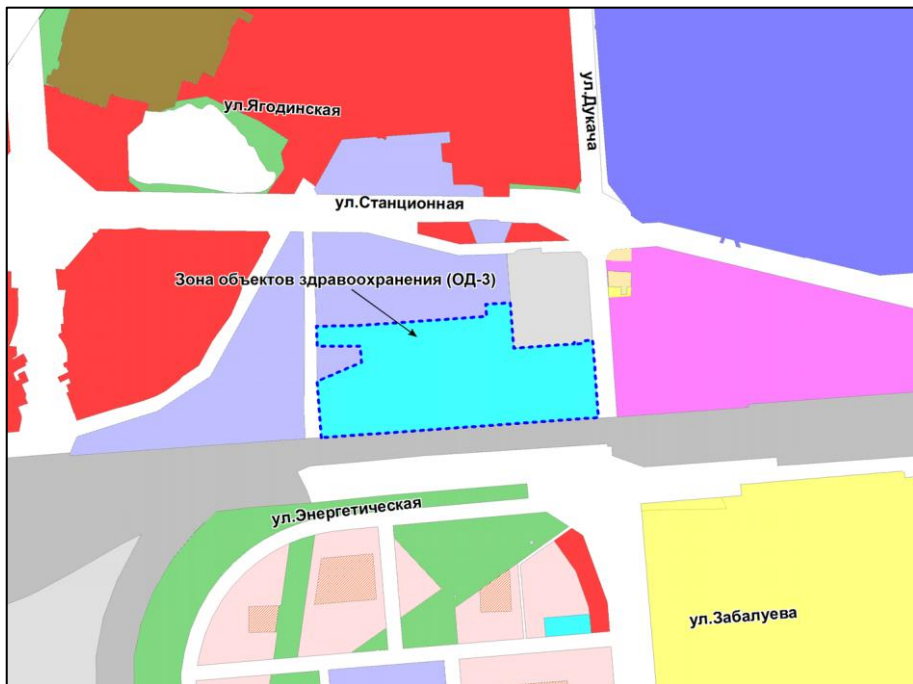 ул.Ягодинская
ул.Дукача
ул.Станционная
Зона объектов здравоохранения (ОД-3)
ул.Энергетическая
ул.Забалуева